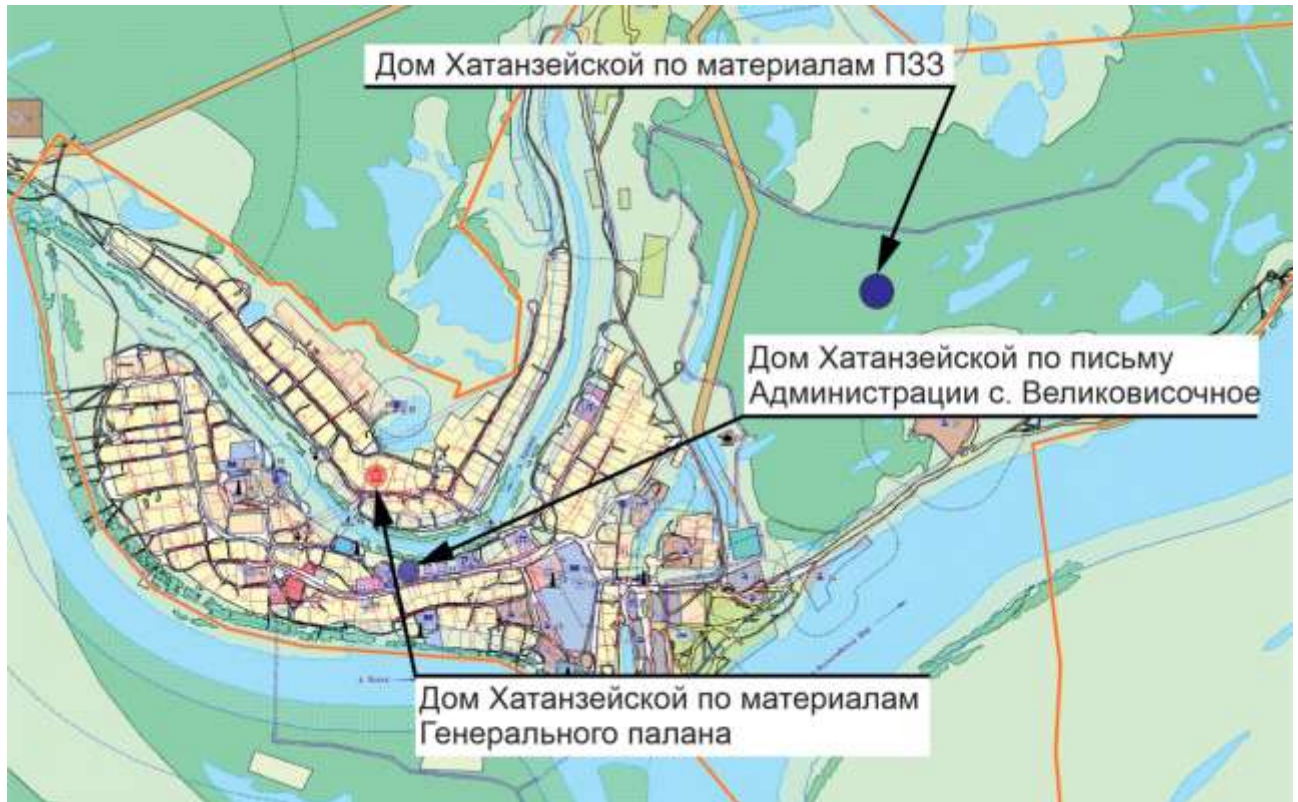 Дом Хатанзейской по материалам ПЗЗ
Дом Хатанзейской по письму
Администрации с. Великовисочное
Дом Хатанзейской по материалам
Генерального палана